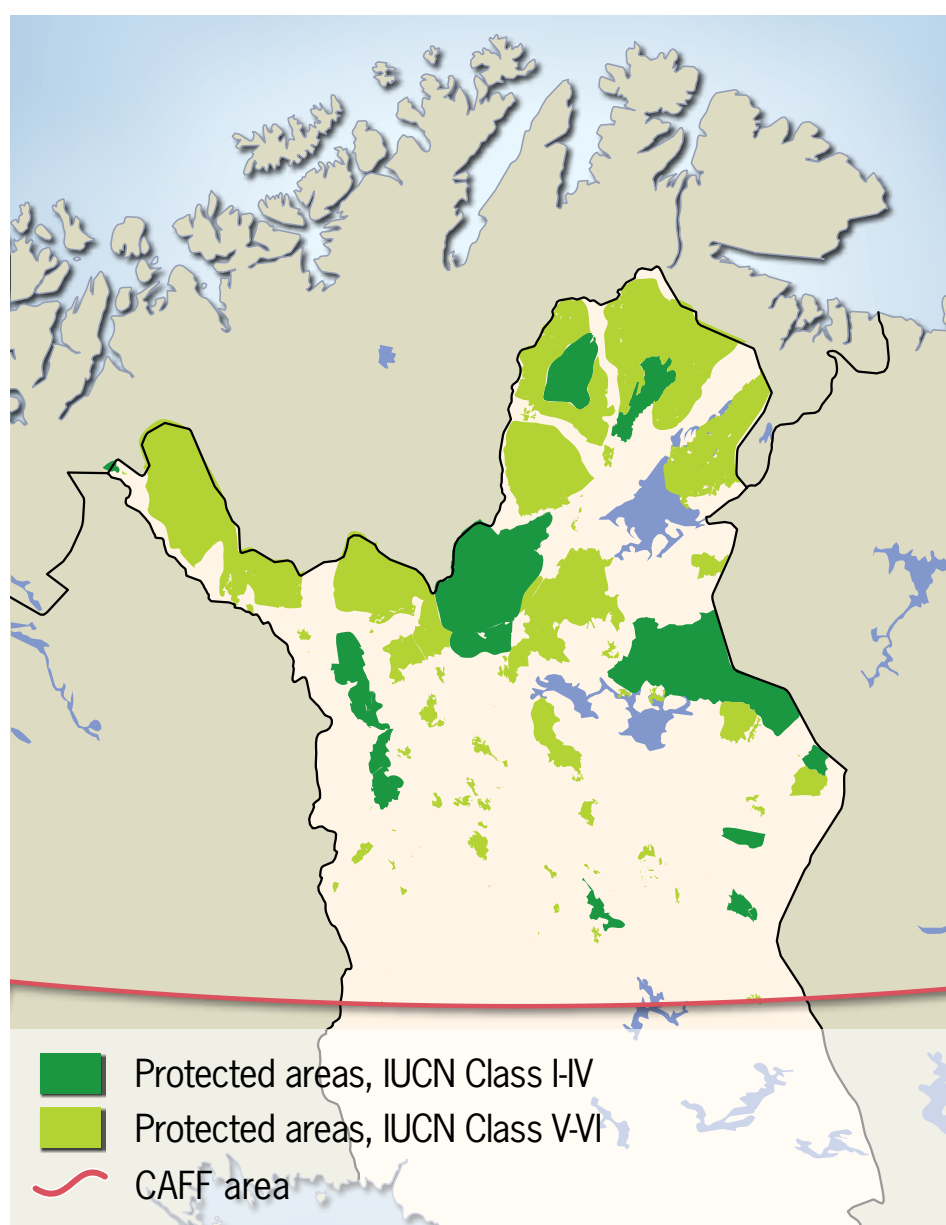 Protected areas, IUCN Class I-IV
Protected areas, IUCN Class V-VI
CAFF area